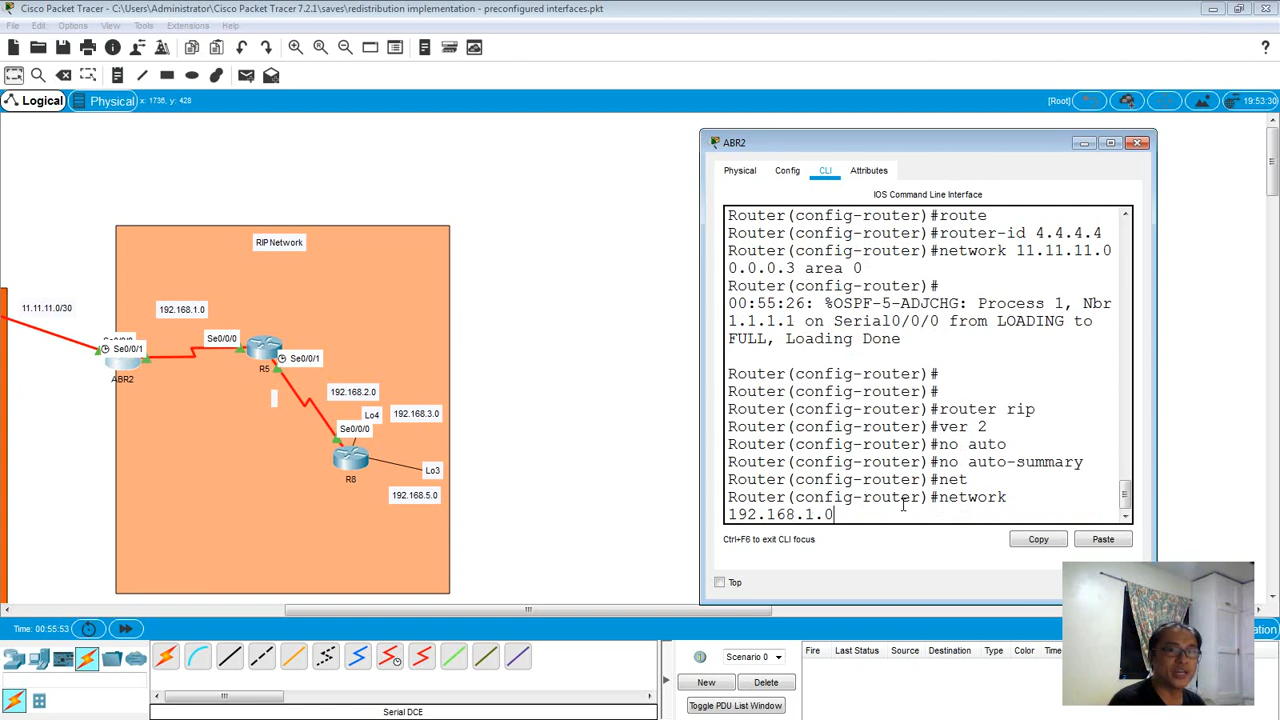 Cisco Packet Tracer - C:\Users\Administrator\Cisco Packet Tracer 7.2.1\saves\redistribution implementation - preconfigured interfaces.pkt
File Edit Options View Tools Extensions Help
Logical Physical x: 1736, y: 428 [Root] 19:53:30
RIP Network
11.11.11.0/30
192.168.1.0
Se0/0/0
Se0/0/1
ABR2
R5
Se0/0/1
192.168.2.0
Lo4
192.168.3.0
Se0/0/0
Lo3
R8
192.168.5.0
ABR2
Physical Config CLI Attributes
IOS Command Line Interface
Router(config-router)#route
Router(config-router)#router-id 4.4.4.4
Router(config-router)#network 11.11.11.0
0.0.0.3 area 0
Router(config-router)#
00:55:26: %OSPF-5-ADJCHG: Process 1, Nbr
1.1.1.1 on Serial0/0/0 from LOADING to
FULL, Loading Done
Router(config-router)#
Router(config-router)#
Router(config-router)#router rip
Router(config-router)#ver 2
Router(config-router)#no auto
Router(config-router)#no auto-summary
Router(config-router)#net
Router(config-router)#network
192.168.1.0
Ctrl+F6 to exit CLI focus
Copy Paste
Top
Time: 00:55:53
Scenario 0
New Delete
Toggle PDU List Window
Fire Last Status Source Destination Type Color Time
Serial DCE